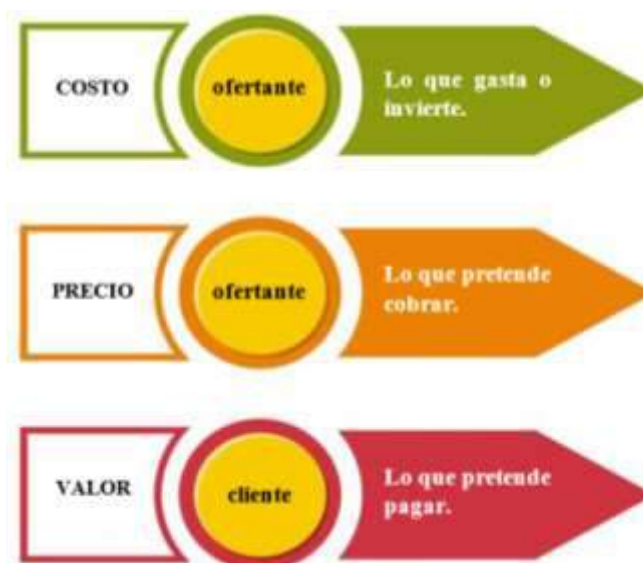 COSTO
ofertante
Lo que gasta o
invierte.
PRECIO
ofertante
Lo que pretende
cobrar.
VALOR
cliente
Lo que pretende
pagar.